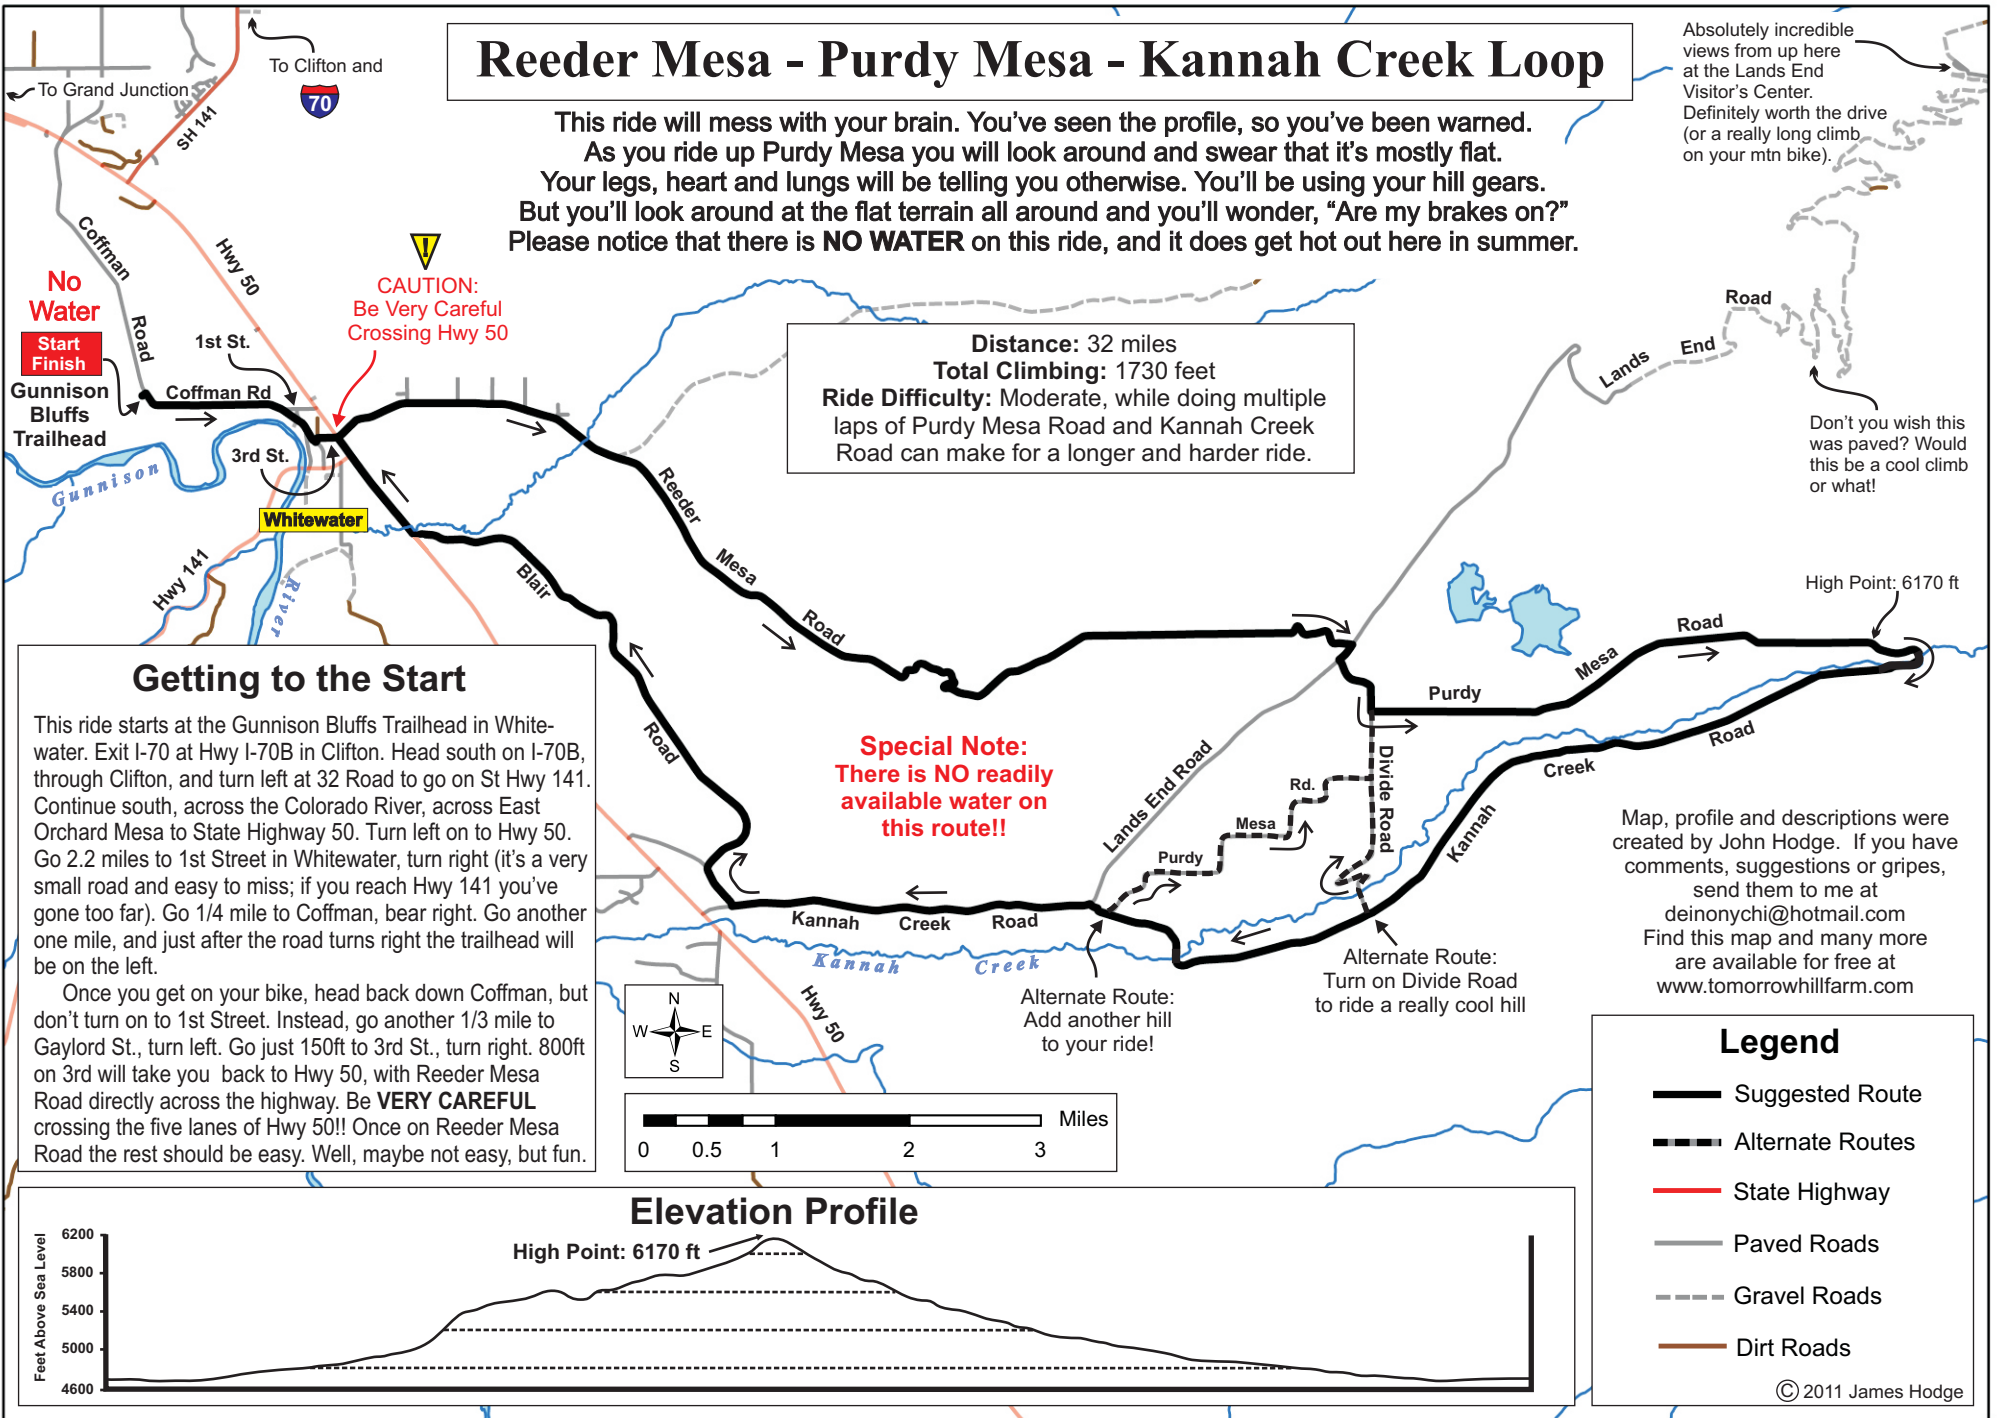 Reeder Mesa - Purdy Mesa - Kannah Creek Loop
This ride will mess with your brain. You've seen the profile, so you've been warned.
As you ride up Purdy Mesa you will look around and swear that it's mostly flat.
Your legs, heart and lungs will be telling you otherwise. You'll be using your hill gears.
But you'll look around at the flat terrain all around and you'll wonder, “Are my brakes on?”
Please notice that there is NO WATER on this ride, and it does get hot out here in summer.
To Clifton and
70
To Grand Junction
SH 141
Absolutely incredible
views from up here
at the Lands End
Visitor's Center.
Definitely worth the drive
(or a really long climb
on your mtn bike).
Coffman
Road
Hwy 50
No
Water
Start
Finish
Gunnison
Bluffs
Trailhead
1st St.
Coffman Rd
!
CAUTION:
Be Very Careful
Crossing Hwy 50
3rd St.
Gunnison
River
Whitewater
Hwy 141
Distance: 32 miles
Total Climbing: 1730 feet
Ride Difficulty: Moderate, while doing multiple
laps of Purdy Mesa Road and Kannah Creek
Road can make for a longer and harder ride.
Lands
End
Road
Don't you wish this
was paved? Would
this be a cool climb
or what!
Reeder
Mesa
Road
Blair
Road
High Point: 6170 ft
Purdy
Mesa
Road
Kannah
Creek
Road
Special Note:
There is NO readily
available water on
this route!!
Lands End Road
Purdy
Mesa
Rd.
Divide Road
Kannah
Creek
Road
Kannah
Creek
Hwy 50
Alternate Route:
Add another hill
to your ride!
Alternate Route:
Turn on Divide Road
to ride a really cool hill
Getting to the Start
This ride starts at the Gunnison Bluffs Trailhead in White-
water. Exit I-70 at Hwy I-70B in Clifton. Head south on I-70B,
through Clifton, and turn left at 32 Road to go on St Hwy 141.
Continue south, across the Colorado River, across East
Orchard Mesa to State Highway 50. Turn left on to Hwy 50.
Go 2.2 miles to 1st Street in Whitewater, turn right (it's a very
small road and easy to miss; if you reach Hwy 141 you've
gone too far). Go 1/4 mile to Coffman, bear right. Go another
one mile, and just after the road turns right the trailhead will
be on the left.
Once you get on your bike, head back down Coffman, but
don't turn on to 1st Street. Instead, go another 1/3 mile to
Gaylord St., turn left. Go just 150ft to 3rd St., turn right. 800ft
on 3rd will take you back to Hwy 50, with Reeder Mesa
Road directly across the highway. Be VERY CAREFUL
crossing the five lanes of Hwy 50!! Once on Reeder Mesa
Road the rest should be easy. Well, maybe not easy, but fun.
N
W E
S
Miles
0 0.5 1 2 3
Map, profile and descriptions were
created by John Hodge. If you have
comments, suggestions or gripes,
send them to me at
deinonychi@hotmail.com
Find this map and many more
are available for free at
www.tomorrowhillfarm.com
Legend
Suggested Route
Alternate Routes
State Highway
Paved Roads
Gravel Roads
Dirt Roads
© 2011 James Hodge
Elevation Profile
High Point: 6170 ft
Feet Above Sea Level
6200
5800
5400
5000
4600